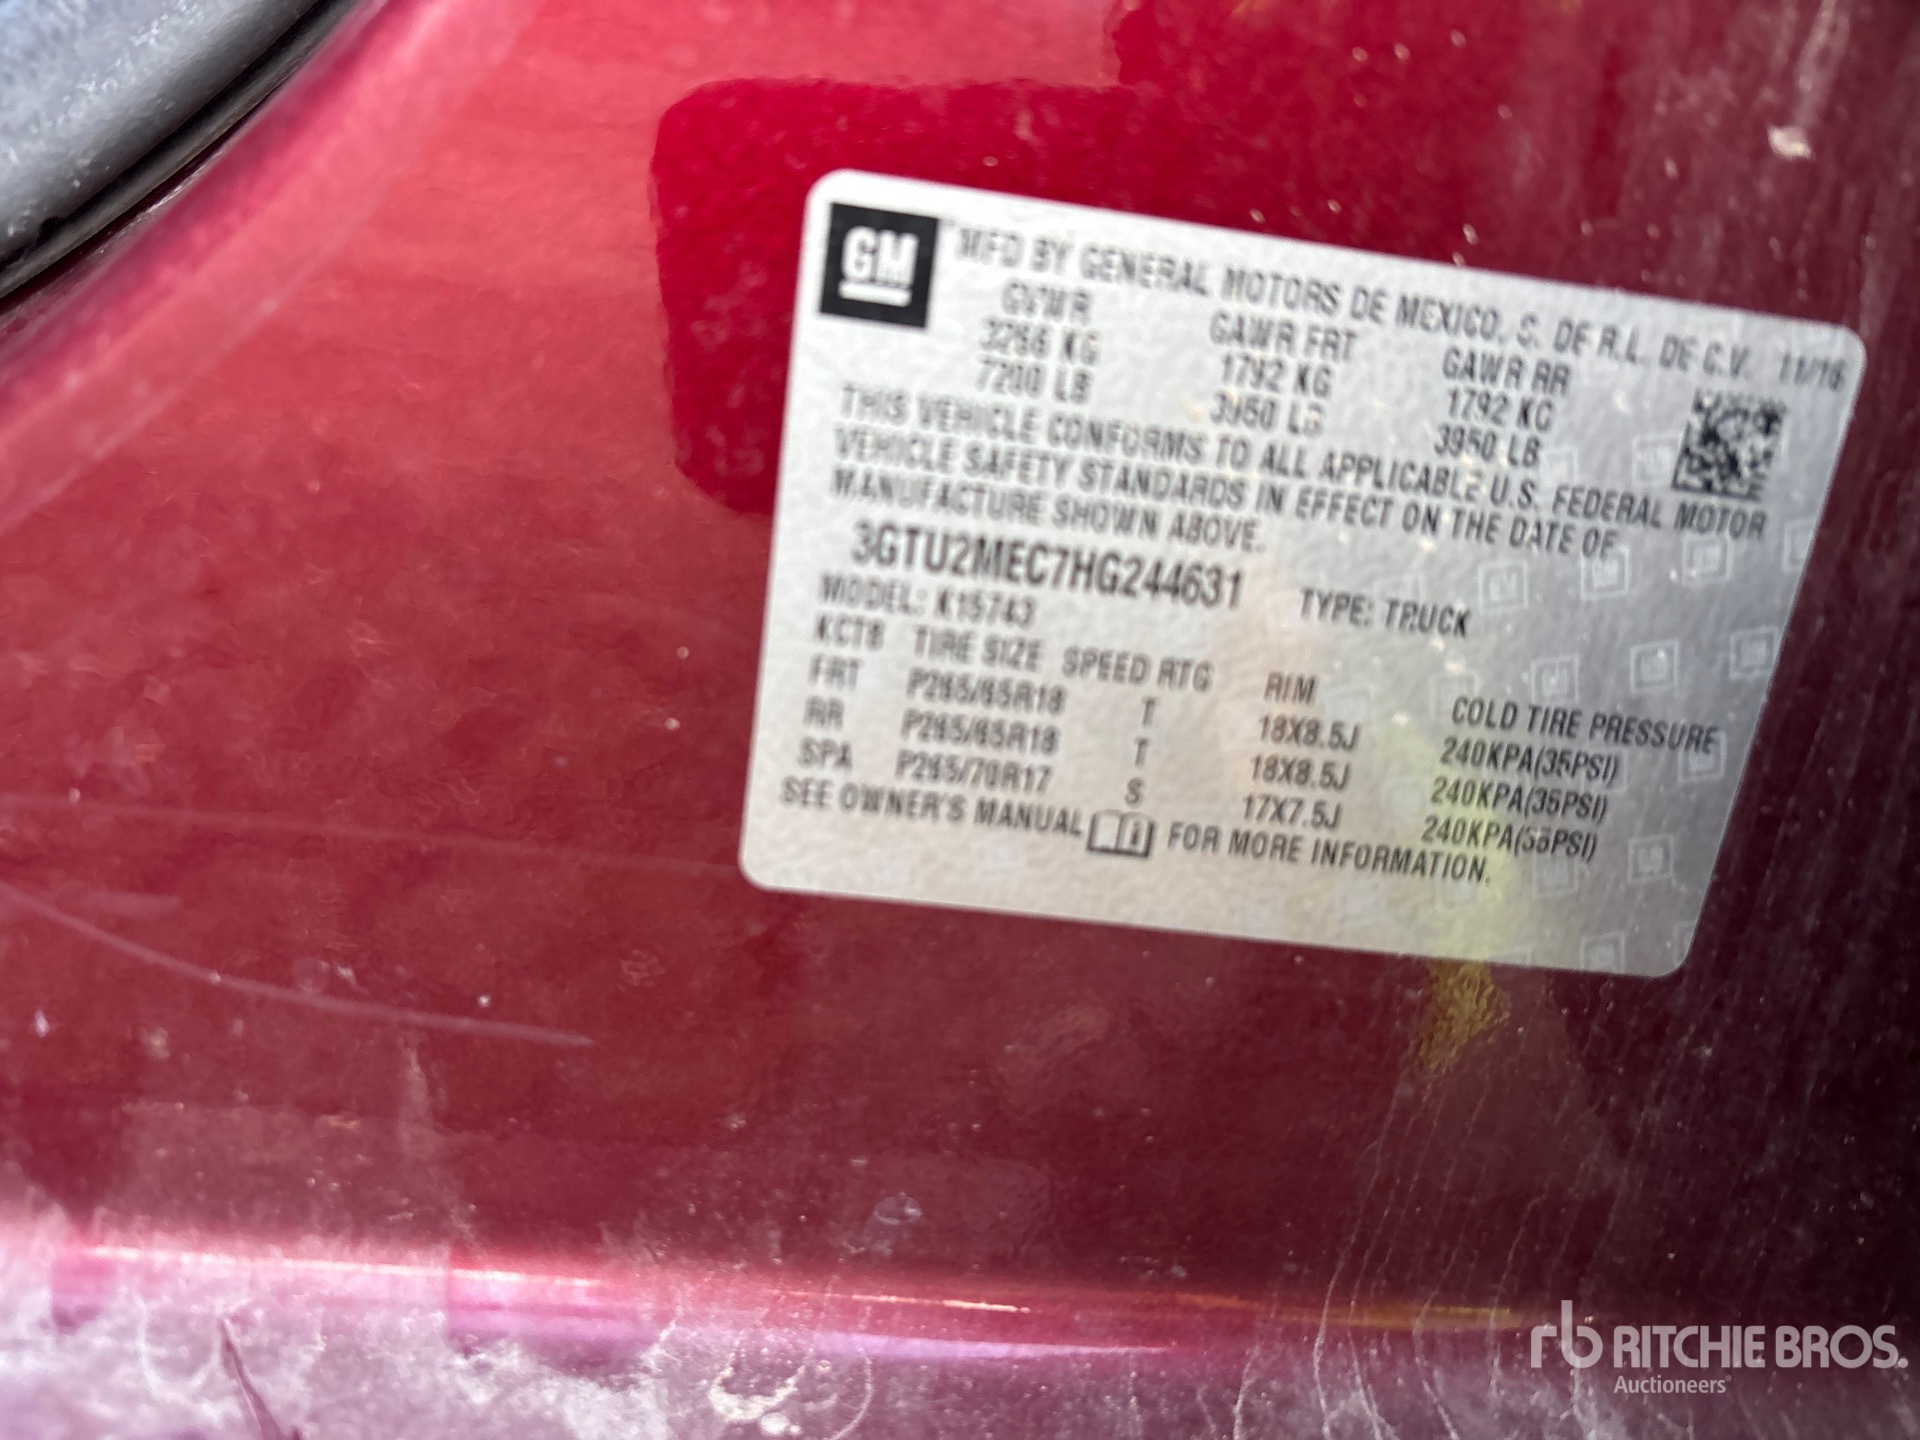 GM MFD BY GENERAL MOTORS DE MEXICO, S. DE R.L. DE C.V. 11/16
GVWR GAWR FRT GAWR RR
3266 KG 1792 KG 1792 KG
7200 LB 3950 LB 3950 LB
THIS VEHICLE CONFORMS TO ALL APPLICABLE U.S. FEDERAL MOTOR
VEHICLE SAFETY STANDARDS IN EFFECT ON THE DATE OF
MANUFACTURE SHOWN ABOVE.
3GTU2MEC7HG244631 TYPE: TRUCK
MODEL: K15743
KCT8 TIRE SIZE SPEED RTG RIM COLD TIRE PRESSURE
FRT P265/65R18 T 18X8.5J 240KPA(35PSI)
RR P265/65R18 T 18X8.5J 240KPA(35PSI)
SPA P265/70R17 S 17X7.5J 240KPA(35PSI)
SEE OWNER'S MANUAL FOR MORE INFORMATION.
rb RITCHIE BROS.
Auctioneers